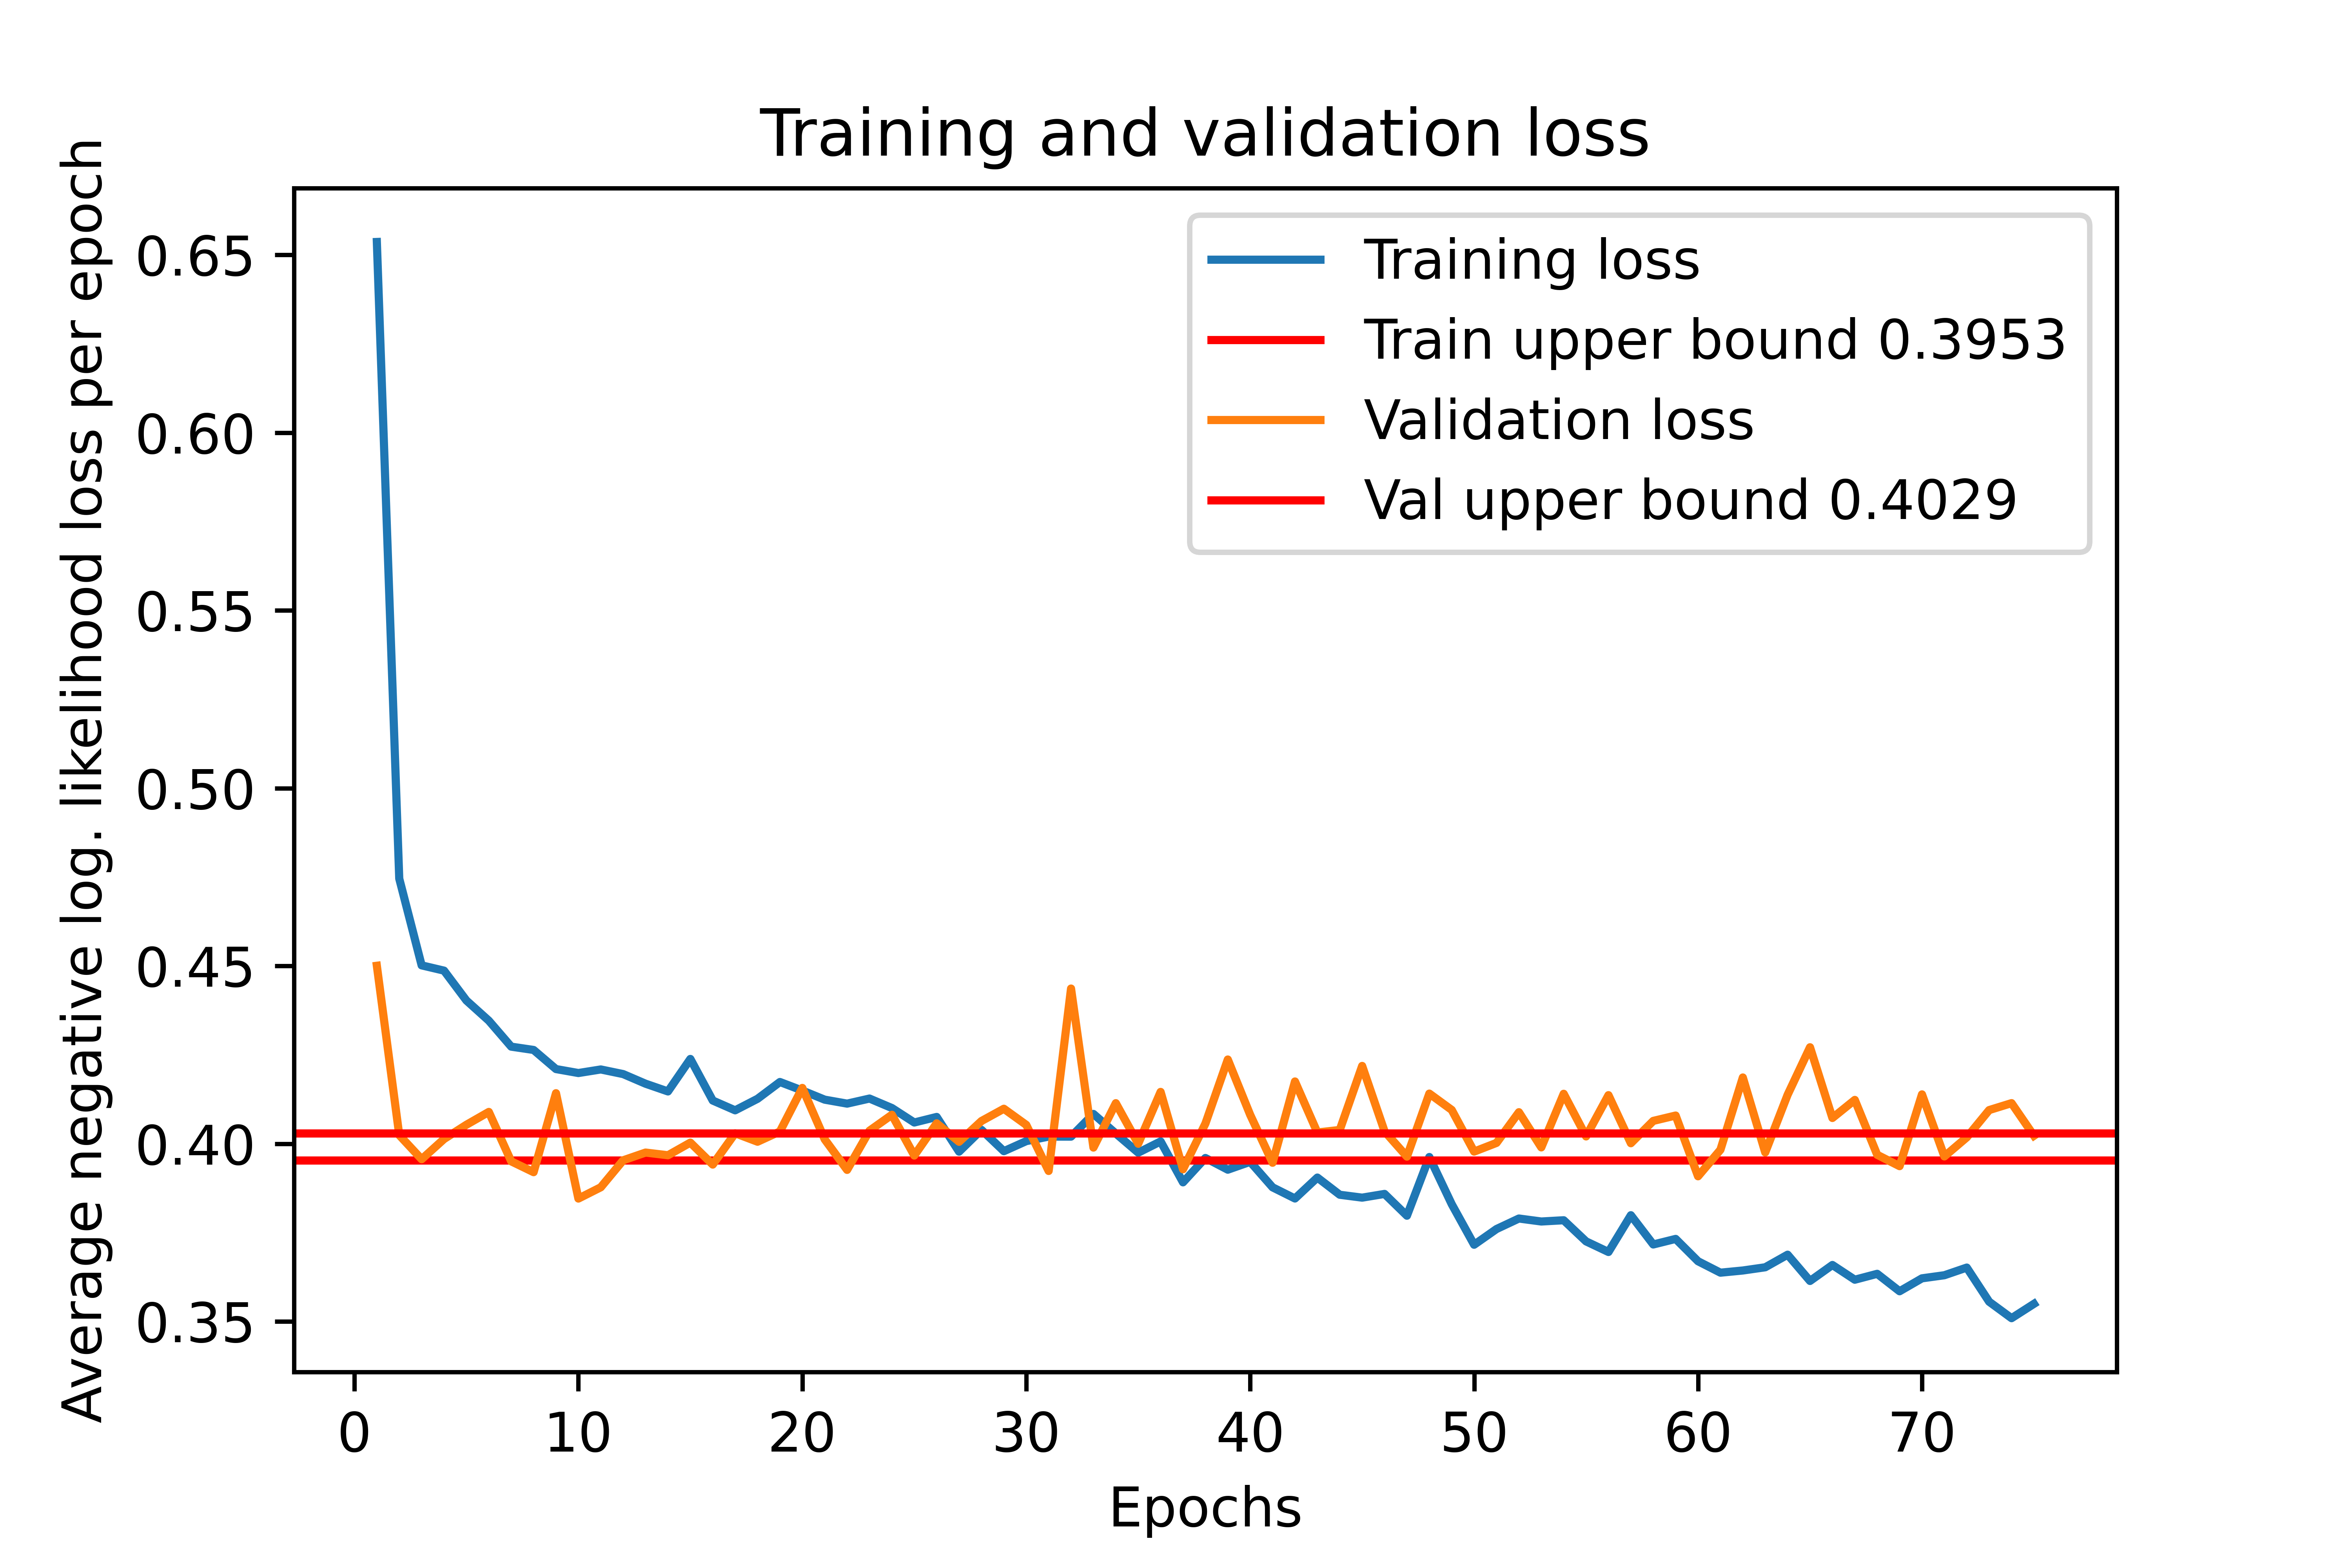 Training and validation loss
Average negative log. likelihood loss per epoch
0.65
0.60
0.55
0.50
0.45
0.40
0.35
Training loss
Train upper bound 0.3953
Validation loss
Val upper bound 0.4029
0 10 20 30 40 50 60 70
Epochs